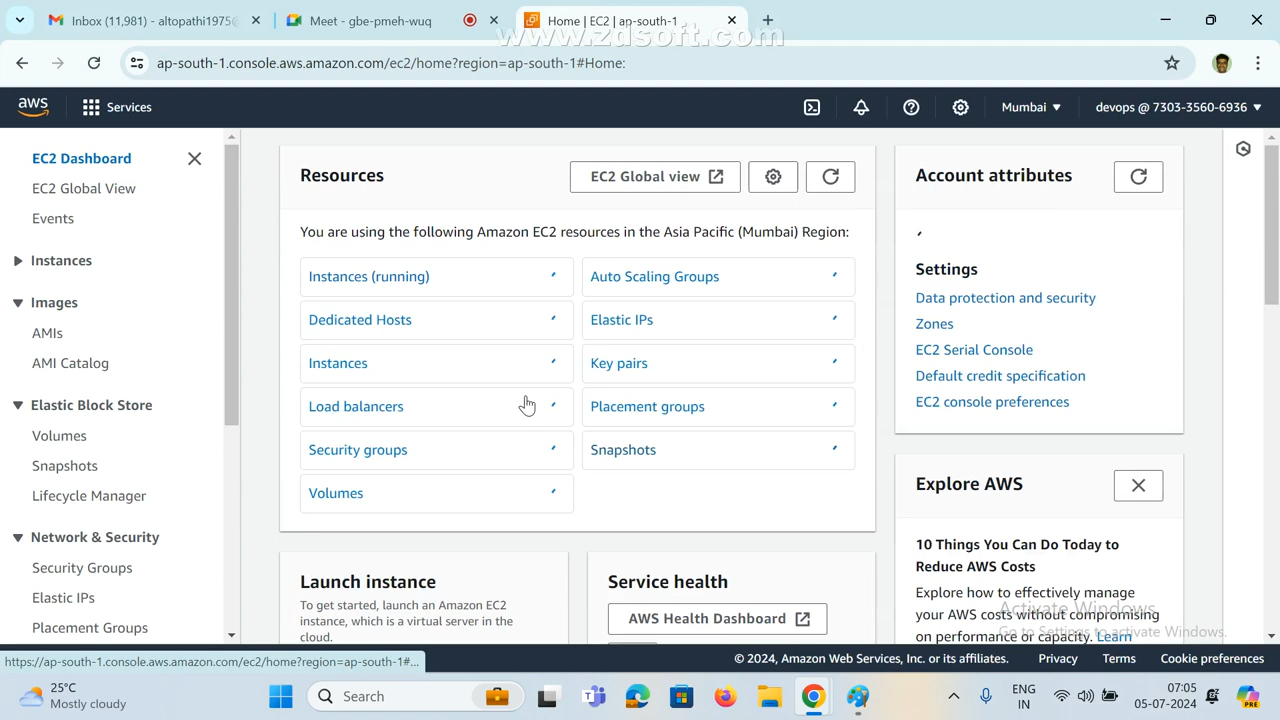 Inbox (11,981) - altopathi1975@
Meet - gbe-pmeh-wuq
Home | EC2 | ap-south-1
www.zdsoft.com
ap-south-1.console.aws.amazon.com/ec2/home?region=ap-south-1#Home:
aws
Services
Mumbai
devops @ 7303-3560-6936
EC2 Dashboard
EC2 Global View
Events
Instances
Images
AMIs
AMI Catalog
Elastic Block Store
Volumes
Snapshots
Lifecycle Manager
Network & Security
Security Groups
Elastic IPs
Placement Groups
Resources
EC2 Global view
You are using the following Amazon EC2 resources in the Asia Pacific (Mumbai) Region:
Instances (running)
Auto Scaling Groups
Dedicated Hosts
Elastic IPs
Instances
Key pairs
Load balancers
Placement groups
Security groups
Snapshots
Volumes
Launch instance
To get started, launch an Amazon EC2
instance, which is a virtual server in the
cloud.
Service health
AWS Health Dashboard
Account attributes
Settings
Data protection and security
Zones
EC2 Serial Console
Default credit specification
EC2 console preferences
Explore AWS
10 Things You Can Do Today to
Reduce AWS Costs
Explore how to effectively manage
your AWS costs without compromising
on performance or capacity. Learn
Activate Windows
Go to Settings to activate Windows.
https://ap-south-1.console.aws.amazon.com/ec2/home?region=ap-south-1#...
© 2024, Amazon Web Services, Inc. or its affiliates.
Privacy
Terms
Cookie preferences
25°C
Mostly cloudy
Search
ENG
IN
07:05
05-07-2024
PRE